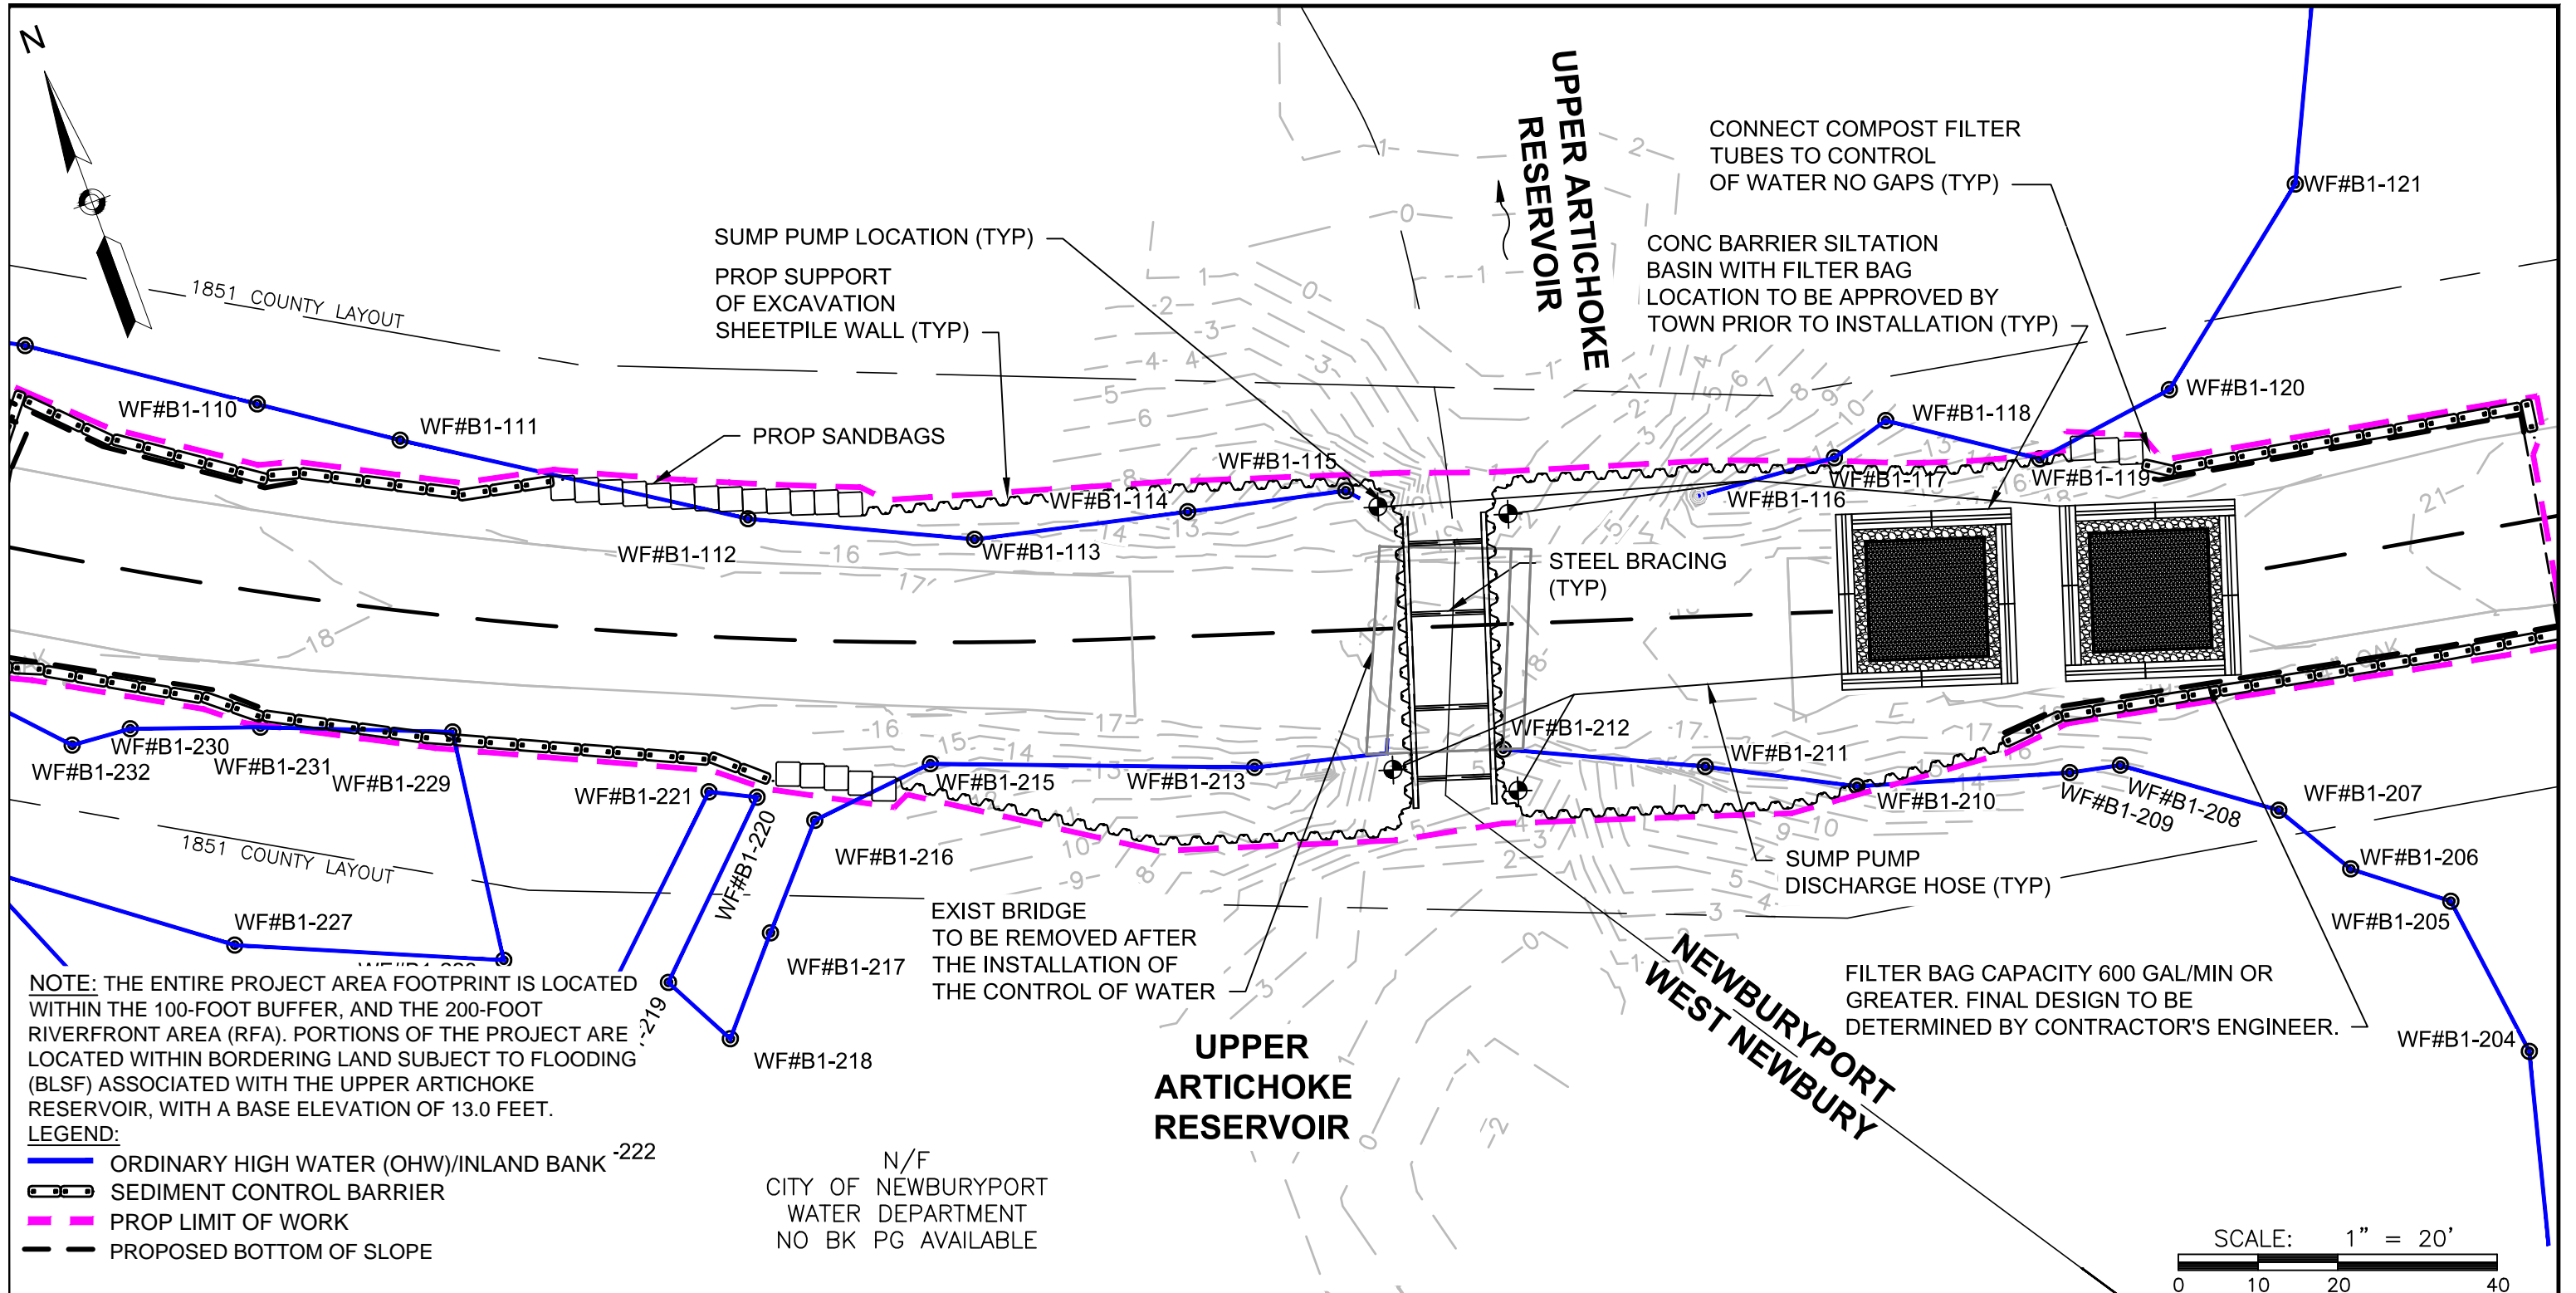 N
1851 COUNTY LAYOUT
SUMP PUMP LOCATION (TYP)
PROP SUPPORT
OF EXCAVATION
SHEETPILE WALL (TYP)
PROP SANDBAGS
UPPER ARTICHOKE
RESERVOIR
CONNECT COMPOST FILTER
TUBES TO CONTROL
OF WATER NO GAPS (TYP)
CONC BARRIER SILTATION
BASIN WITH FILTER BAG
LOCATION TO BE APPROVED BY
TOWN PRIOR TO INSTALLATION (TYP)
WF#B1-121
WF#B1-120
WF#B1-110
WF#B1-111
WF#B1-112
WF#B1-113
WF#B1-114
WF#B1-115
WF#B1-116
WF#B1-117
WF#B1-118
WF#B1-119
STEEL BRACING
(TYP)
WF#B1-232
WF#B1-230
WF#B1-231
WF#B1-229
WF#B1-221
WF#B1-220
WF#B1-215
WF#B1-213
WF#B1-212
WF#B1-211
WF#B1-210
WF#B1-209
WF#B1-208
WF#B1-207
WF#B1-206
WF#B1-205
WF#B1-204
WF#B1-216
WF#B1-217
WF#B1-218
-219
WF#B1-227
1851 COUNTY LAYOUT
EXIST BRIDGE
TO BE REMOVED AFTER
THE INSTALLATION OF
THE CONTROL OF WATER
SUMP PUMP
DISCHARGE HOSE (TYP)
FILTER BAG CAPACITY 600 GAL/MIN OR
GREATER. FINAL DESIGN TO BE
DETERMINED BY CONTRACTOR'S ENGINEER.
NEWBURYPORT
WEST NEWBURY
UPPER
ARTICHOKE
RESERVOIR
NOTE: THE ENTIRE PROJECT AREA FOOTPRINT IS LOCATED
WITHIN THE 100-FOOT BUFFER, AND THE 200-FOOT
RIVERFRONT AREA (RFA). PORTIONS OF THE PROJECT ARE
LOCATED WITHIN BORDERING LAND SUBJECT TO FLOODING
(BLSF) ASSOCIATED WITH THE UPPER ARTICHOKE
RESERVOIR, WITH A BASE ELEVATION OF 13.0 FEET.
LEGEND:
ORDINARY HIGH WATER (OHW)/INLAND BANK
-222
SEDIMENT CONTROL BARRIER
PROP LIMIT OF WORK
PROPOSED BOTTOM OF SLOPE
N/F
CITY OF NEWBURYPORT
WATER DEPARTMENT
NO BK PG AVAILABLE
SCALE: 1" = 20'
0 10 20 40